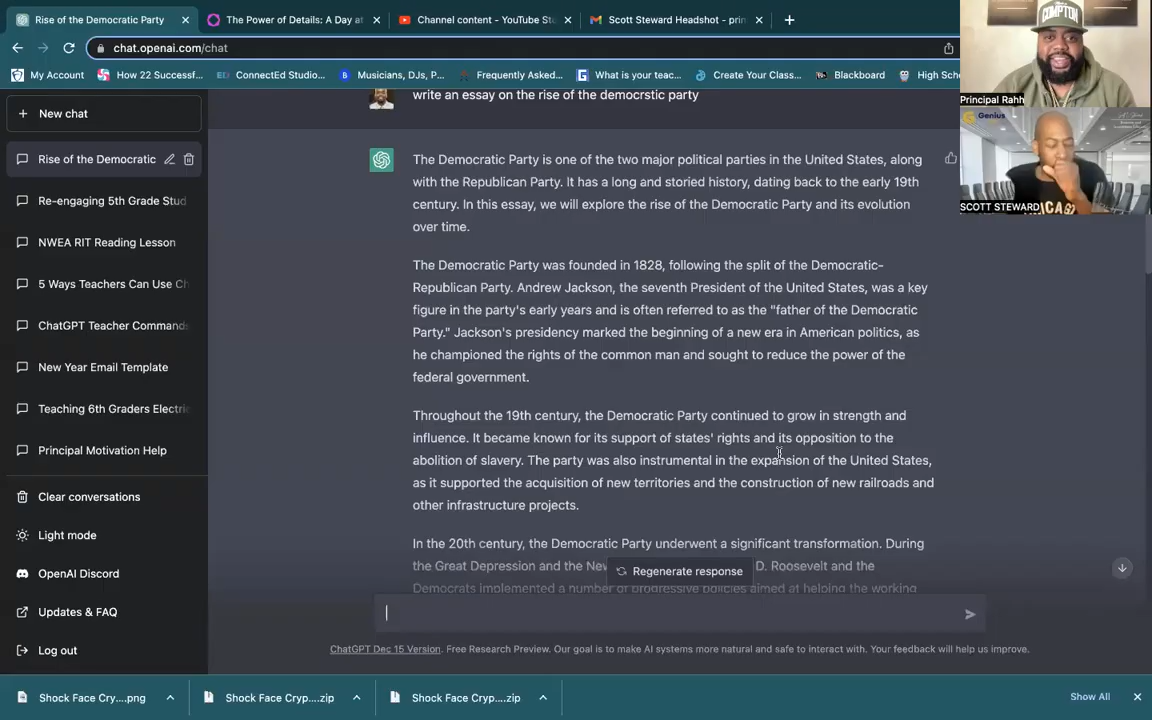 Rise of the Democratic Party
The Power of Details: A Day at
Channel content - YouTube St
Scott Steward Headshot - prin
chat.openai.com/chat
My Account
How 22 Successf...
ED ConnectEd Studio...
Musicians, DJs, P...
Frequently Asked...
What is your teac...
Create Your Class...
Blackboard
High Sch
COMPTON
Principal Rahh
Genius
SCOTT STEWARD
New chat
Rise of the Democratic
Re-engaging 5th Grade Stud
NWEA RIT Reading Lesson
5 Ways Teachers Can Use Ch
ChatGPT Teacher Commands
New Year Email Template
Teaching 6th Graders Electri
Principal Motivation Help
Clear conversations
Light mode
OpenAI Discord
Updates & FAQ
Log out
write an essay on the rise of the democrstic party
The Democratic Party is one of the two major political parties in the United States, along
with the Republican Party. It has a long and storied history, dating back to the early 19th
century. In this essay, we will explore the rise of the Democratic Party and its evolution
over time.
The Democratic Party was founded in 1828, following the split of the Democratic-
Republican Party. Andrew Jackson, the seventh President of the United States, was a key
figure in the party's early years and is often referred to as the "father of the Democratic
Party." Jackson's presidency marked the beginning of a new era in American politics, as
he championed the rights of the common man and sought to reduce the power of the
federal government.
Throughout the 19th century, the Democratic Party continued to grow in strength and
influence. It became known for its support of states' rights and its opposition to the
abolition of slavery. The party was also instrumental in the expansion of the United States,
as it supported the acquisition of new territories and the construction of new railroads and
other infrastructure projects.
In the 20th century, the Democratic Party underwent a significant transformation. During
the Great Depression and the Nev D. Roosevelt and the
Democrats implemented a number of progressive policies aimed at helping the working
Regenerate response
ChatGPT Dec 15 Version. Free Research Preview. Our goal is to make AI systems more natural and safe to interact with. Your feedback will help us improve.
Shock Face Cryp....png
Shock Face Cryp....zip
Shock Face Cryp....zip
Show All